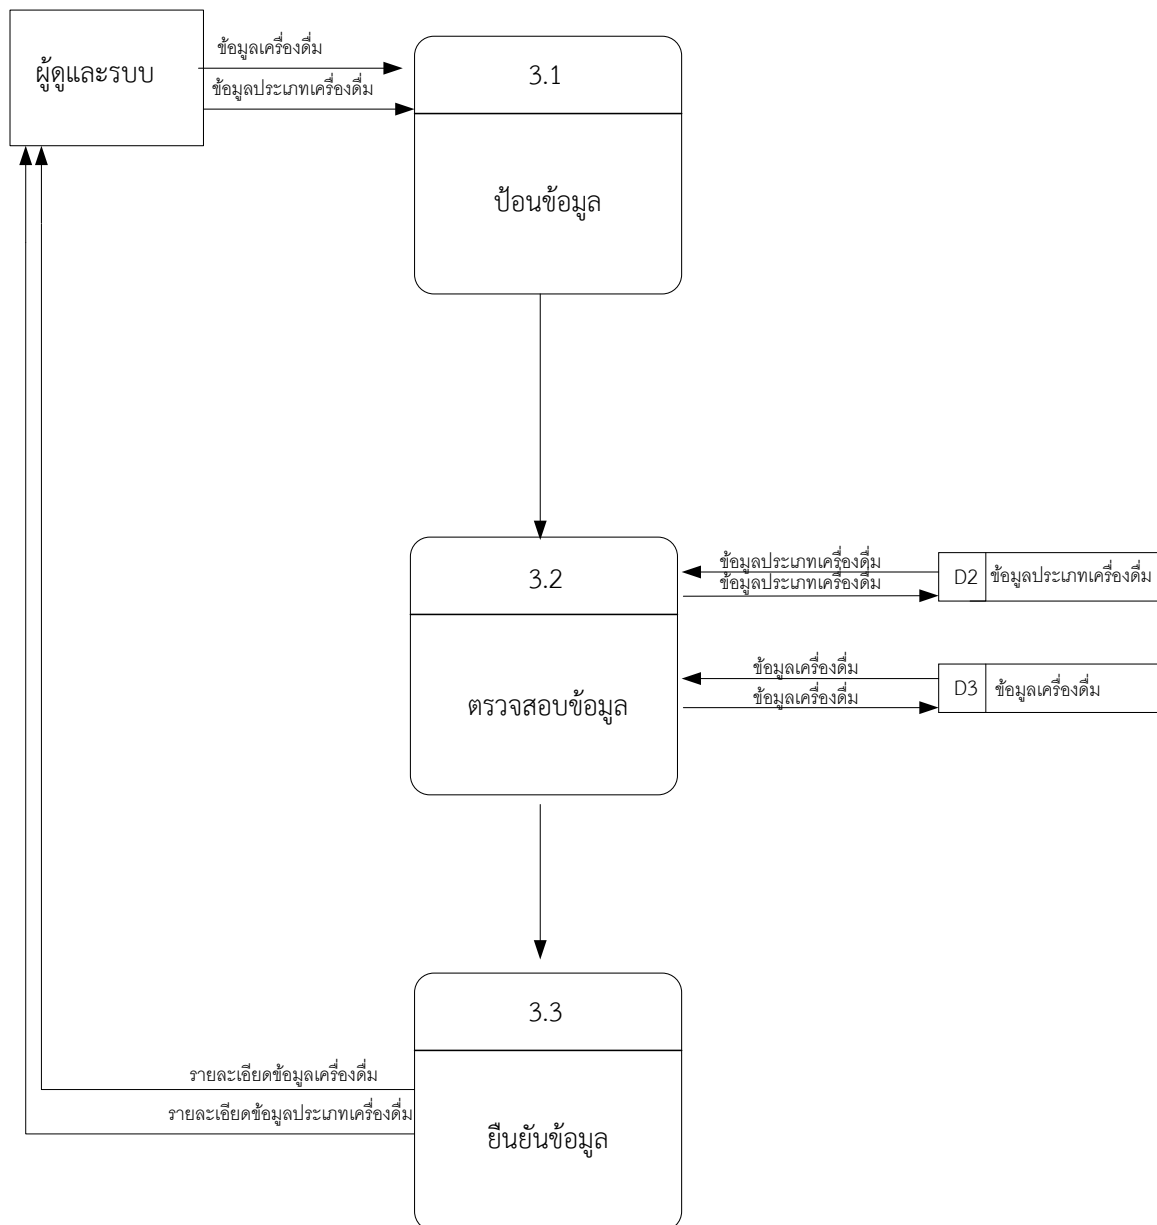 ผู้ดูและรบบ
ข้อมูลเครื่องดื่ม
ข้อมูลประเภทเครื่องดื่ม
3.1
ป้อนข้อมูล
3.2
ตรวจสอบข้อมูล
ข้อมูลประเภทเครื่องดื่ม
ข้อมูลประเภทเครื่องดื่ม
D2
ข้อมูลประเภทเครื่องดื่ม
ข้อมูลเครื่องดื่ม
ข้อมูลเครื่องดื่ม
D3
ข้อมูลเครื่องดื่ม
3.3
ยืนยันข้อมูล
รายละเอียดข้อมูลเครื่องดื่ม
รายละเอียดข้อมูลประเภทเครื่องดื่ม